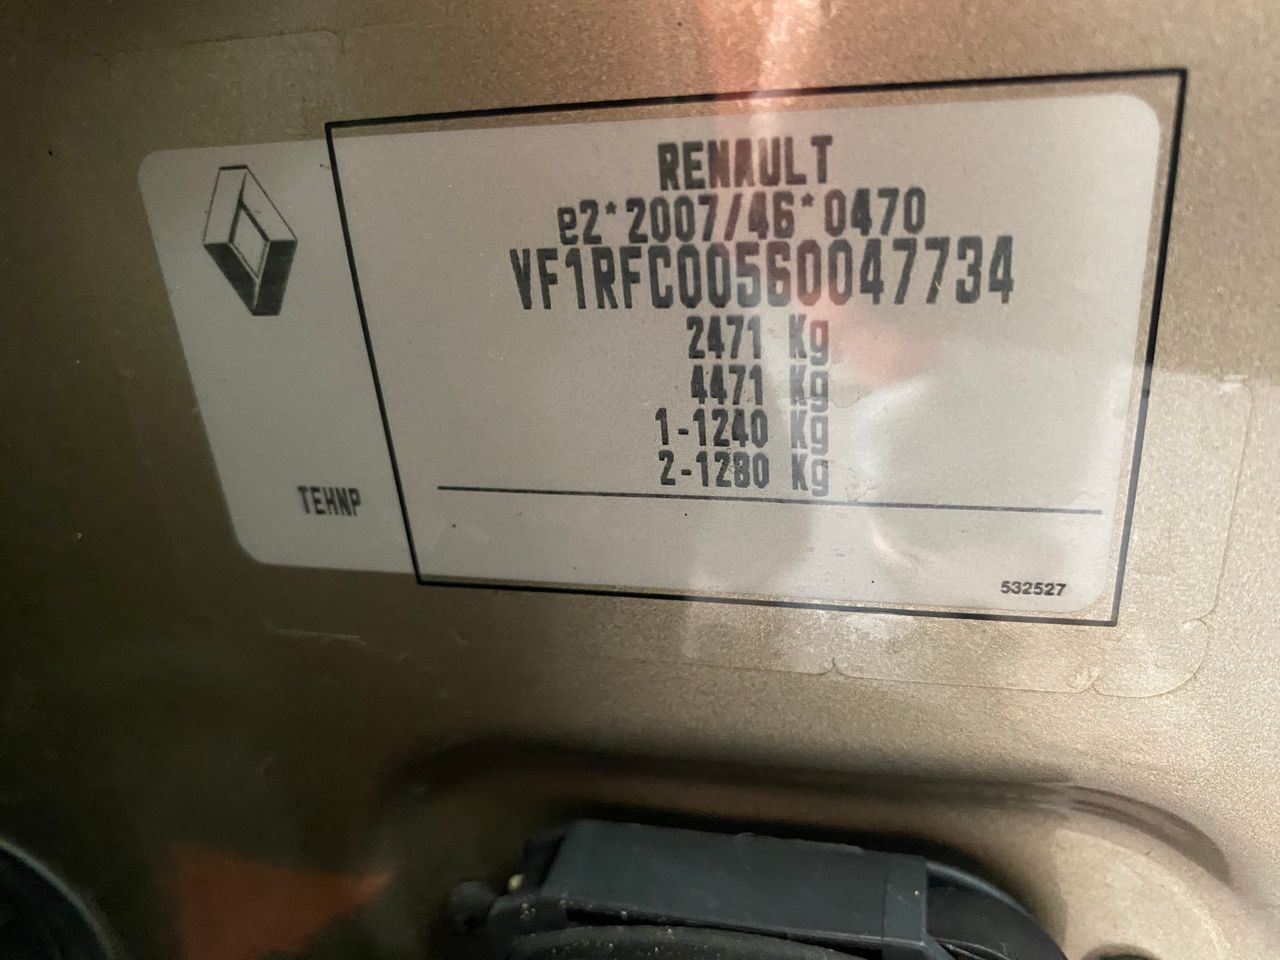 RENAULT
e2*2007/46*0470
VF1RFC00560047734
2471 Kg
4471 Kg
1-1240 Kg
2-1280 Kg
TEHNP
532527